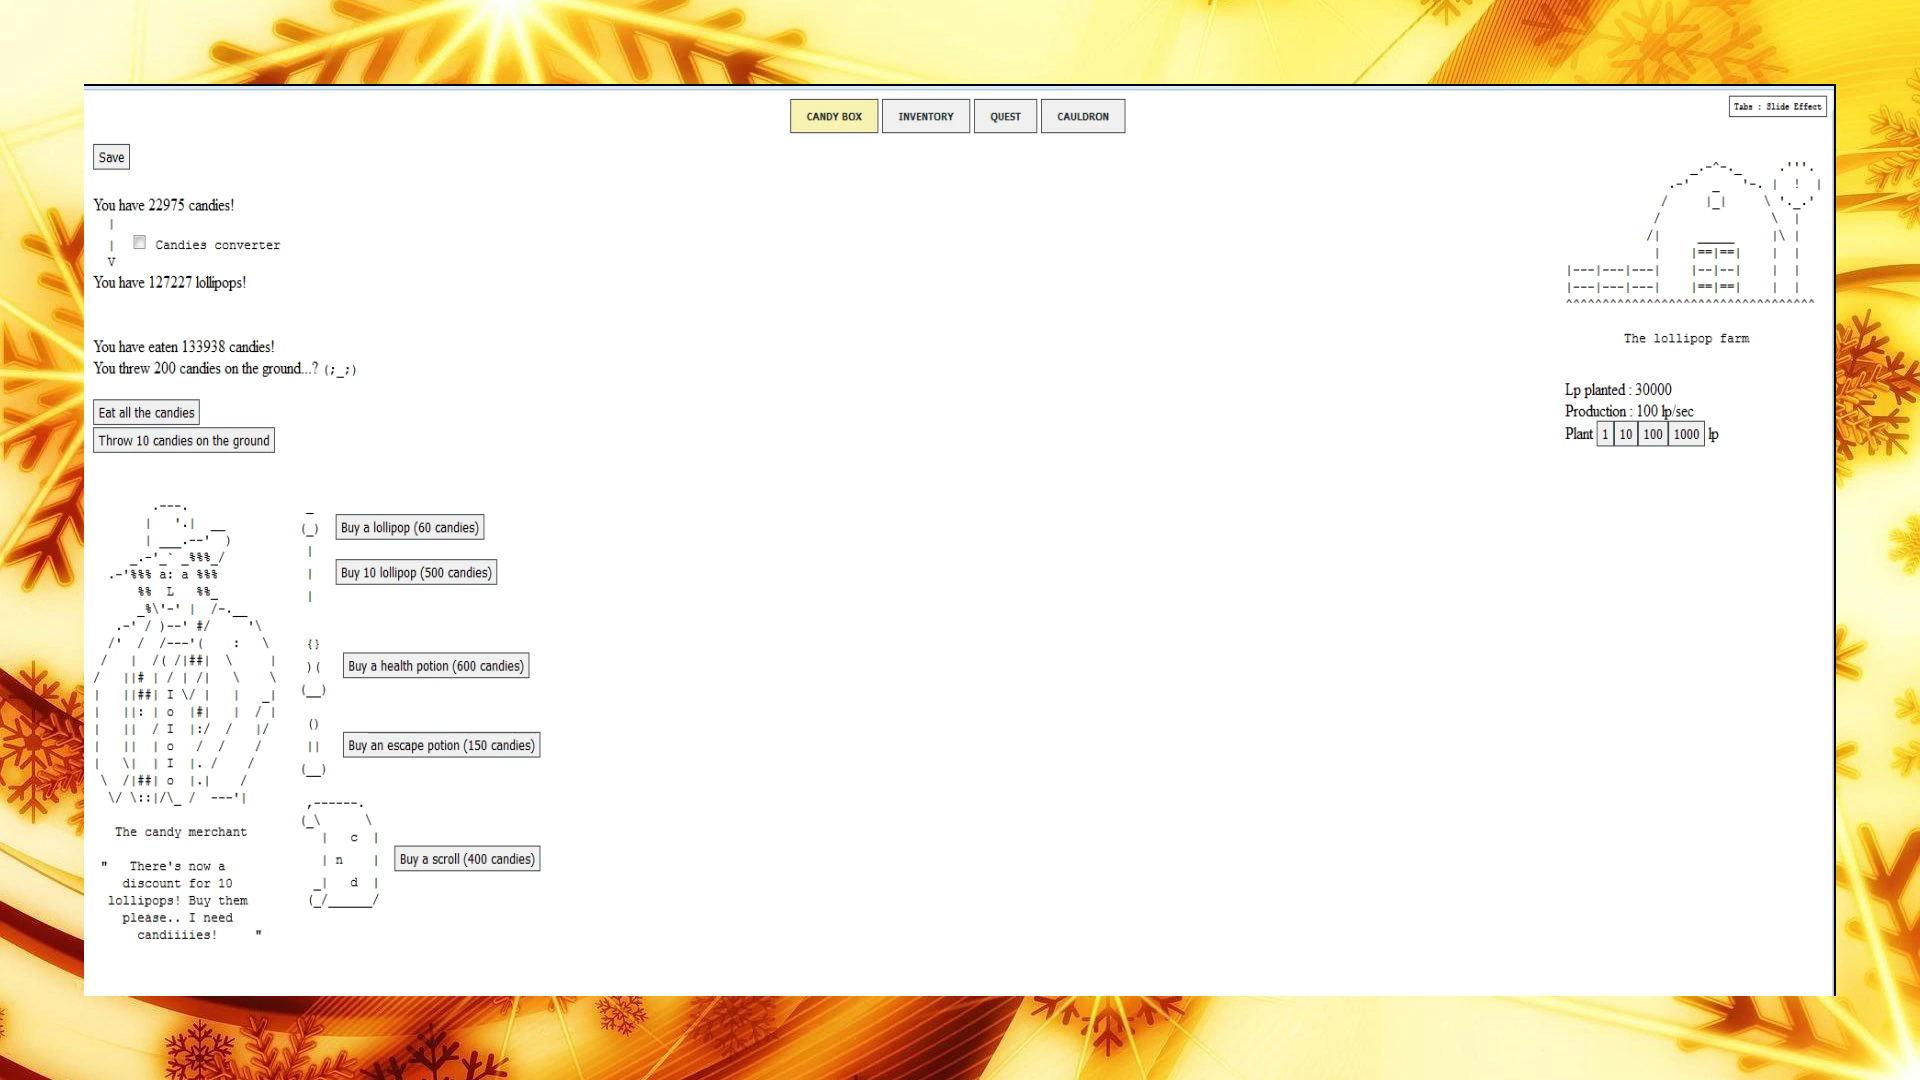 CANDY BOX INVENTORY QUEST CAULDRON
Tabs : Slide Effect
Save
You have 22975 candies!
Candies converter
You have 127227 lollipops!
You have eaten 133938 candies!
You threw 200 candies on the ground...? (;_;)
Eat all the candies
Throw 10 candies on the ground
The lollipop farm
Lp planted : 30000
Production : 100 lp/sec
Plant 1 10 100 1000 lp
Buy a lollipop (60 candies)
Buy 10 lollipop (500 candies)
Buy a health potion (600 candies)
Buy an escape potion (150 candies)
c
n
d
Buy a scroll (400 candies)
The candy merchant
" There's now a
discount for 10
lollipops! Buy them
please.. I need
candiiiies! "